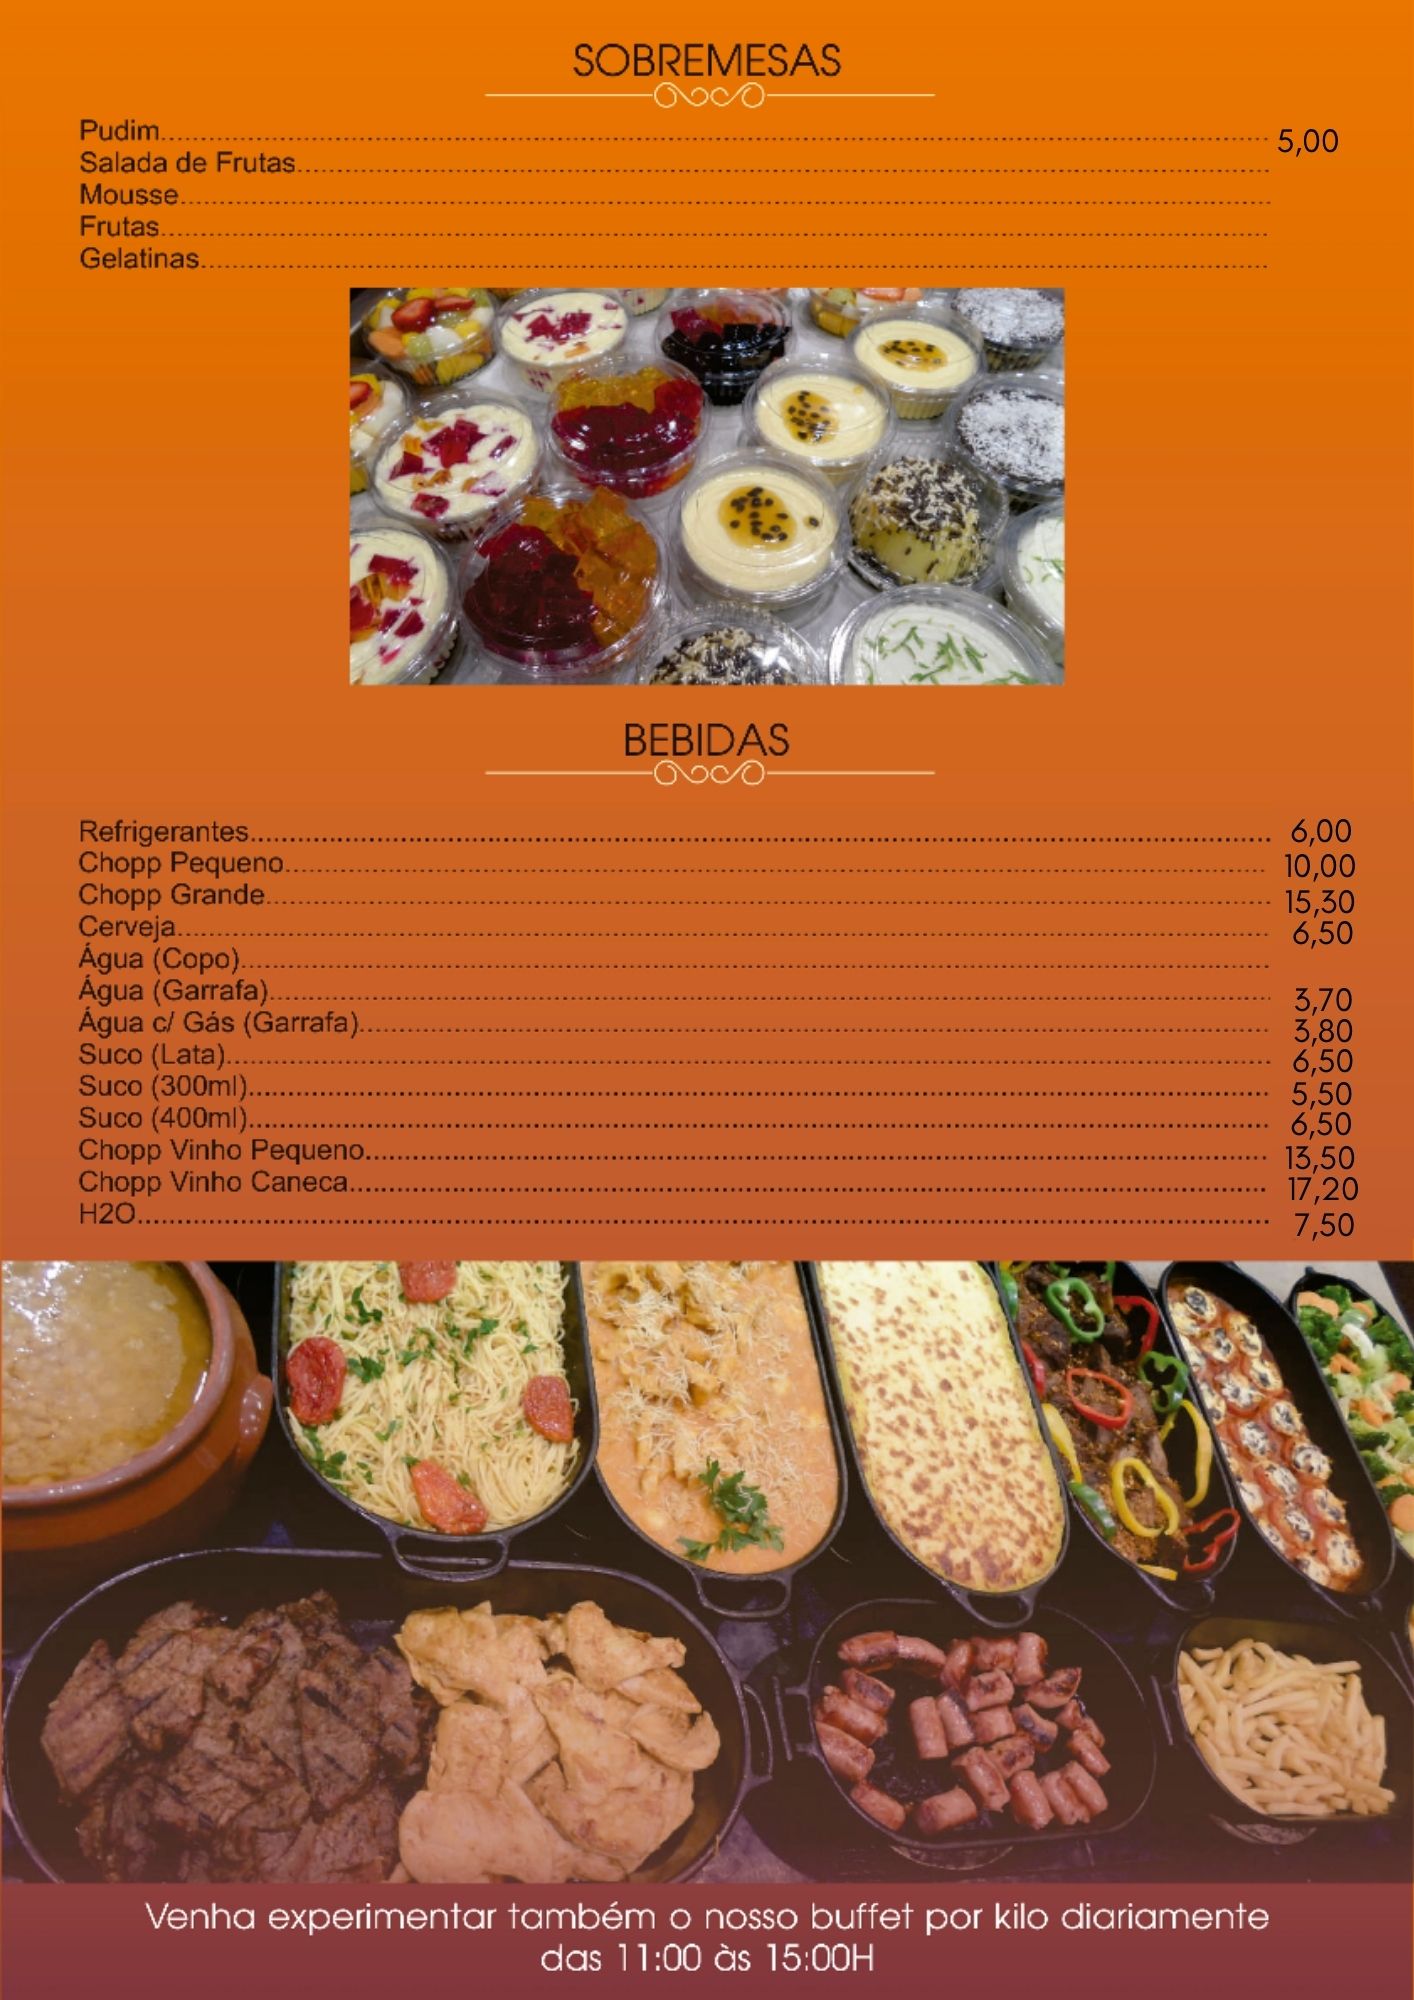 SOBREMESAS
Pudim 5,00
Salada de Frutas
Mousse
Frutas
Gelatinas
BEBIDAS
Refrigerantes 6,00
Chopp Pequeno 10,00
Chopp Grande 15,30
Cerveja 6,50
Água (Copo)
Água (Garrafa) 3,70
Água c/ Gás (Garrafa) 3,80
Suco (Lata) 6,50
Suco (300ml) 5,50
Suco (400ml) 6,50
Chopp Vinho Pequeno 13,50
Chopp Vinho Caneca 17,20
H2O 7,50
Venha experimentar também o nosso buffet por kilo diariamente
das 11:00 às 15:00H